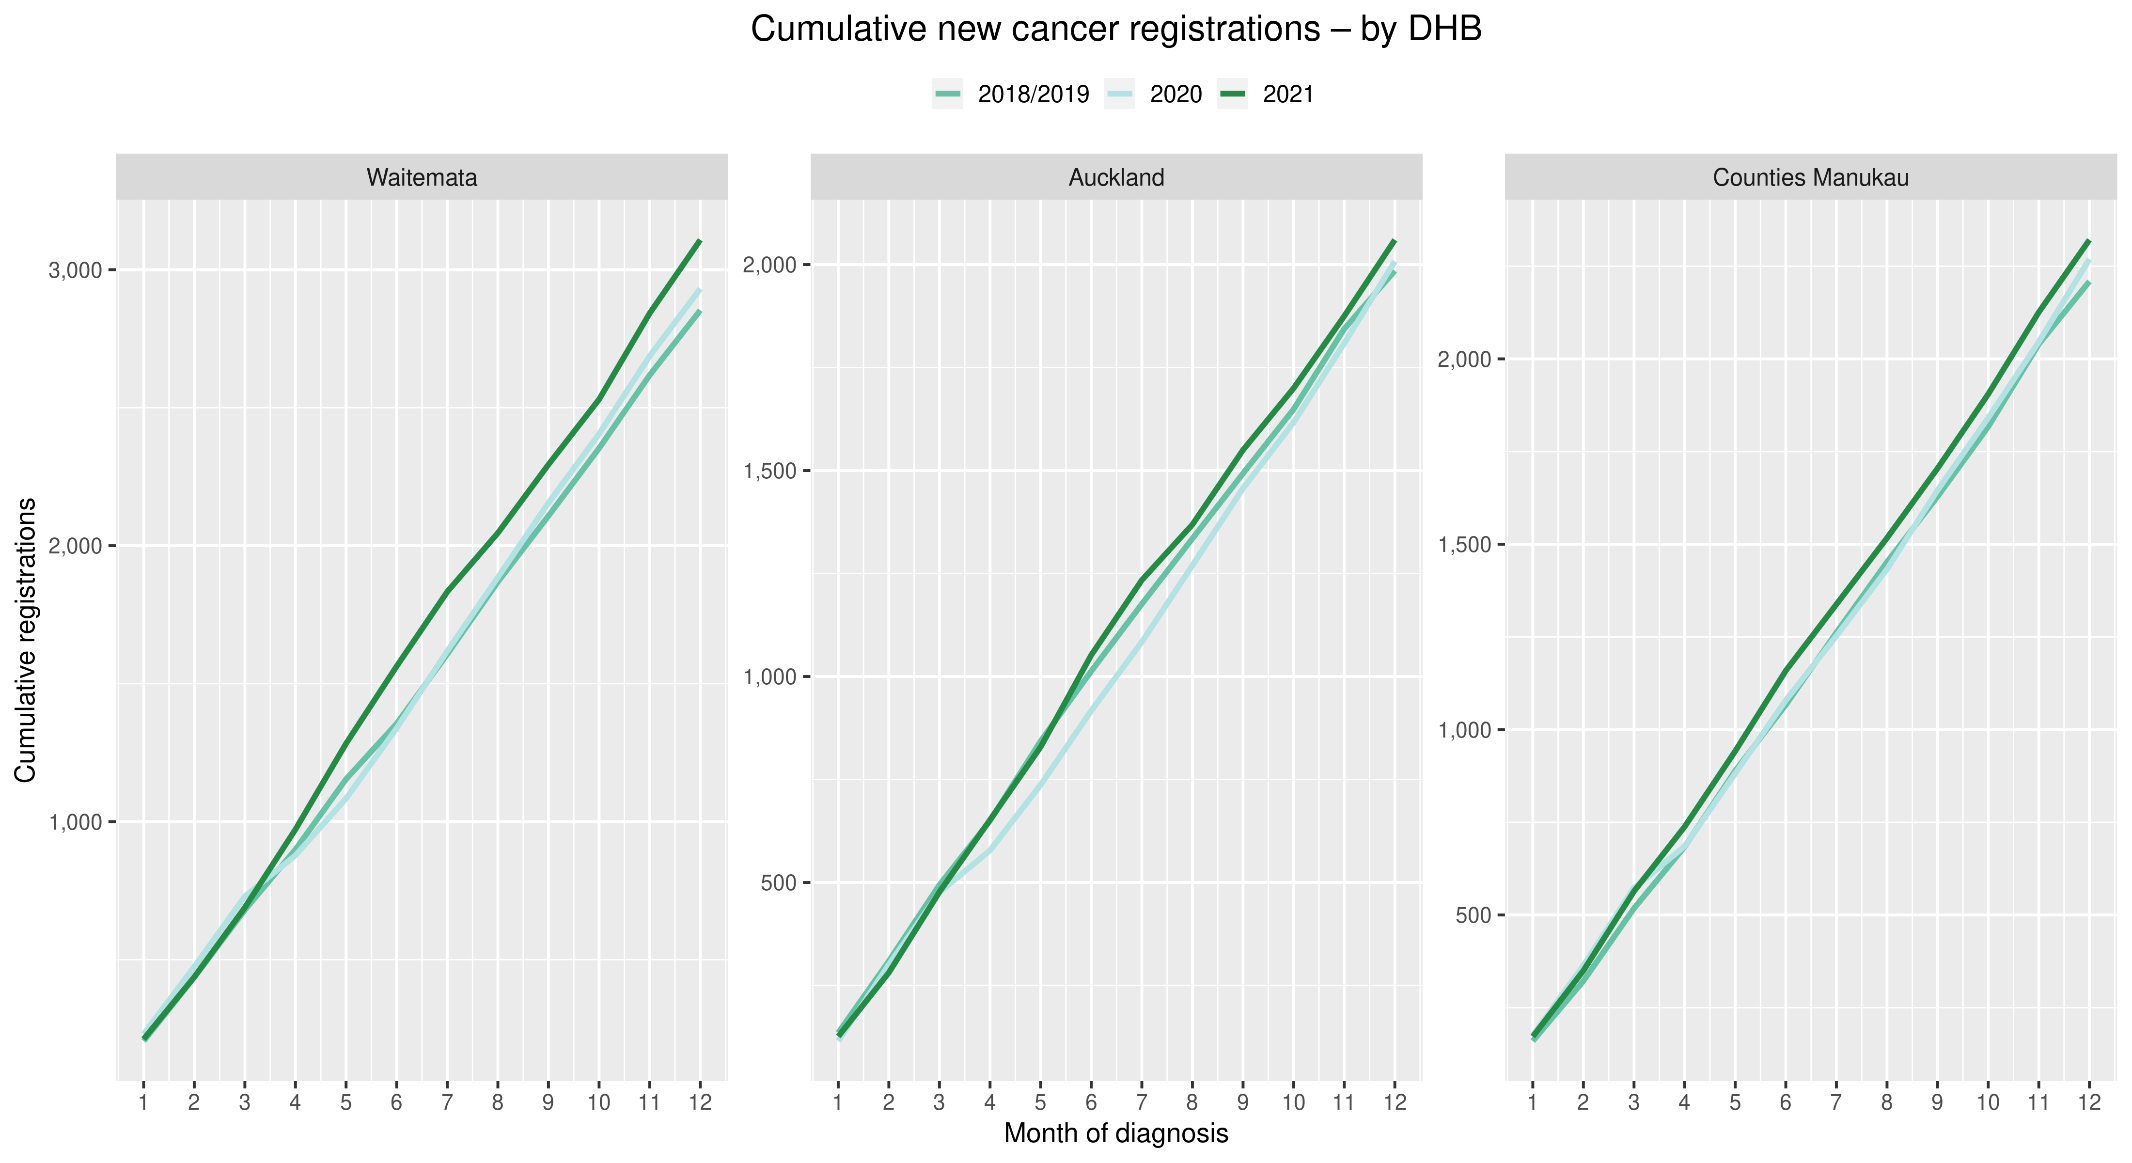 Cumulative new cancer registrations – by DHB
2018/2019 2020 2021
Waitemata
Auckland
Counties Manukau
Cumulative registrations
3,000
2,000
1,000
1 2 3 4 5 6 7 8 9 10 11 12
2,000
1,500
1,000
500
1 2 3 4 5 6 7 8 9 10 11 12
2,000
1,500
1,000
500
1 2 3 4 5 6 7 8 9 10 11 12
Month of diagnosis